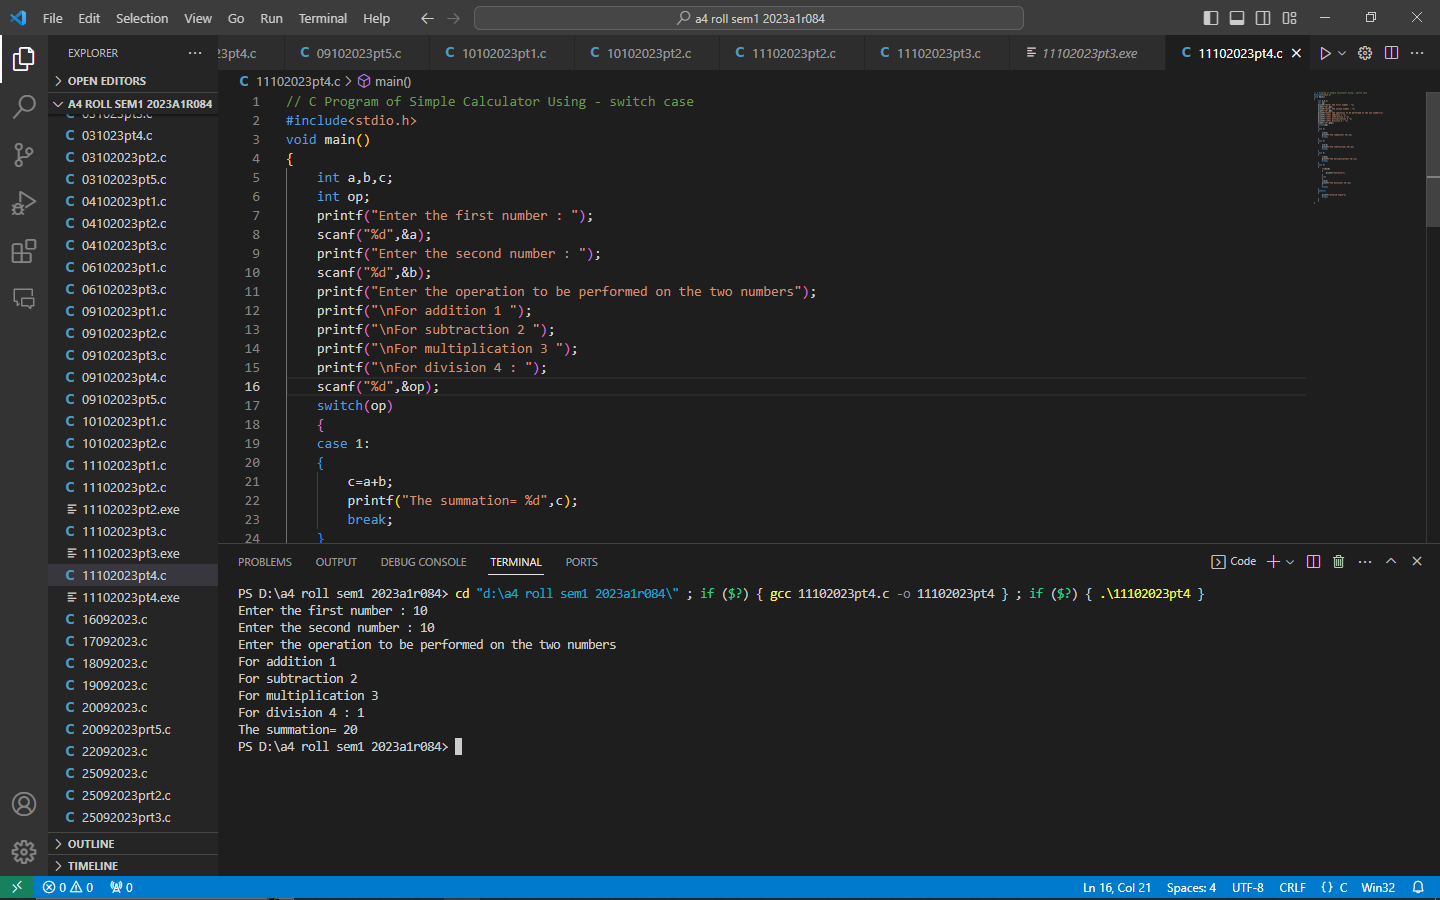 File Edit Selection View Go Run Terminal Help
a4 roll sem1 2023a1r084
EXPLORER
OPEN EDITORS
A4 ROLL SEM1 2023A1R084
031023pt3.c
031023pt4.c
03102023pt2.c
03102023pt5.c
04102023pt1.c
04102023pt2.c
04102023pt3.c
06102023pt1.c
06102023pt3.c
09102023pt1.c
09102023pt2.c
09102023pt3.c
09102023pt4.c
09102023pt5.c
10102023pt1.c
10102023pt2.c
11102023pt1.c
11102023pt2.c
11102023pt2.exe
11102023pt3.c
11102023pt3.exe
11102023pt4.c
11102023pt4.exe
16092023.c
17092023.c
18092023.c
19092023.c
20092023.c
20092023prt5.c
22092023.c
25092023.c
25092023prt2.c
25092023prt3.c
OUTLINE
TIMELINE
23pt4.c 09102023pt5.c 10102023pt1.c 10102023pt2.c 11102023pt2.c 11102023pt3.c 11102023pt3.exe 11102023pt4.c
11102023pt4.c > main()
1 // C Program of Simple Calculator Using - switch case
2 #include<stdio.h>
3 void main()
4 {
5 int a,b,c;
6 int op;
7 printf("Enter the first number : ");
8 scanf("%d",&a);
9 printf("Enter the second number : ");
10 scanf("%d",&b);
11 printf("Enter the operation to be performed on the two numbers");
12 printf("\nFor addition 1 ");
13 printf("\nFor subtraction 2 ");
14 printf("\nFor multiplication 3 ");
15 printf("\nFor division 4 : ");
16 scanf("%d",&op);
17 switch(op)
18 {
19 case 1:
20 {
21 c=a+b;
22 printf("The summation= %d",c);
23 break;
24 }
PROBLEMS OUTPUT DEBUG CONSOLE TERMINAL PORTS
Code
PS D:\a4 roll sem1 2023a1r084> cd "d:\a4 roll sem1 2023a1r084\" ; if ($?) { gcc 11102023pt4.c -o 11102023pt4 } ; if ($?) { .\11102023pt4 }
Enter the first number : 10
Enter the second number : 10
Enter the operation to be performed on the two numbers
For addition 1
For subtraction 2
For multiplication 3
For division 4 : 1
The summation= 20
PS D:\a4 roll sem1 2023a1r084>
0 0 0
Ln 16, Col 21 Spaces: 4 UTF-8 CRLF {} C Win32